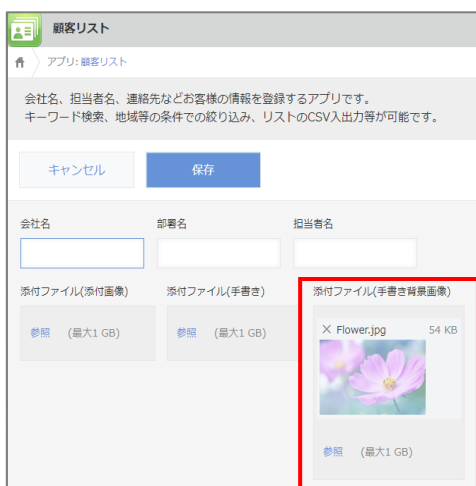 顧客リスト
アプリ: 顧客リスト
会社名、担当者名、連絡先などお客様の情報を登録するアプリです。
キーワード検索、地域等の条件での絞り込み、リストのCSV入出力等が可能です。
キャンセル 保存
会社名 部署名 担当者名
添付ファイル(添付画像) 添付ファイル(手書き) 添付ファイル(手書き背景画像)
参照 (最大1 GB) 参照 (最大1 GB)
× Flower.jpg 54 KB
参照 (最大1 GB)